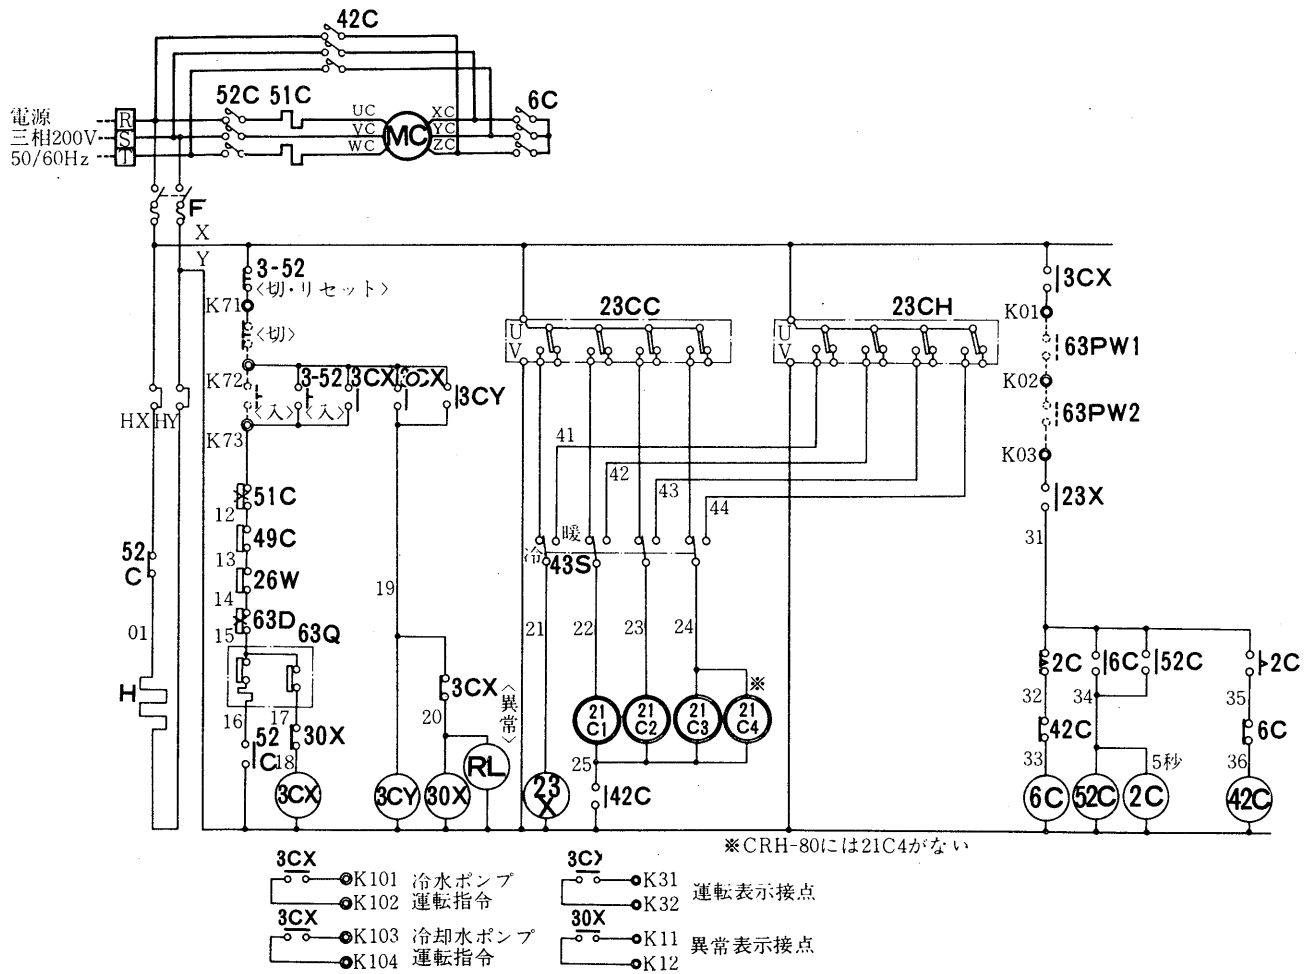 42C
52C 51C
6C
電源
三相200V
50/60Hz
R
S
T
UC
VC
WC
MC
XC
YC
ZC
F
X
Y
3-52
〈切・リセット〉
K71
〈切〉
K72
3-52
3CX
3CY
〈入〉
〈入〉
K73
23CC
U
V
23CH
U
V
3CX
K01
63PW1
K02
63PW2
K03
23X
31
HX
HY
41
42
43
44
51C
12
49C
13
26W
14
63D
15
63Q
52
C
01
H
16
17
52
C
30X
18
3CX
19
3CX
20
〈異常〉
RL
3CY
30X
冷
暖
43S
21
22
23
24
※
21
C1
21
C2
21
C3
21
C4
25
42C
23
X
2C
6C
52C
2C
32
34
35
42C
6C
33
5秒
36
6C
52C
2C
42C
※CRH-80には21C4がない
3CX
K101 冷水ポンプ
K102 運転指令
3CX
K103 冷却水ポンプ
K104 運転指令
K31
K32
運転表示接点
30X
K11
K12
異常表示接点